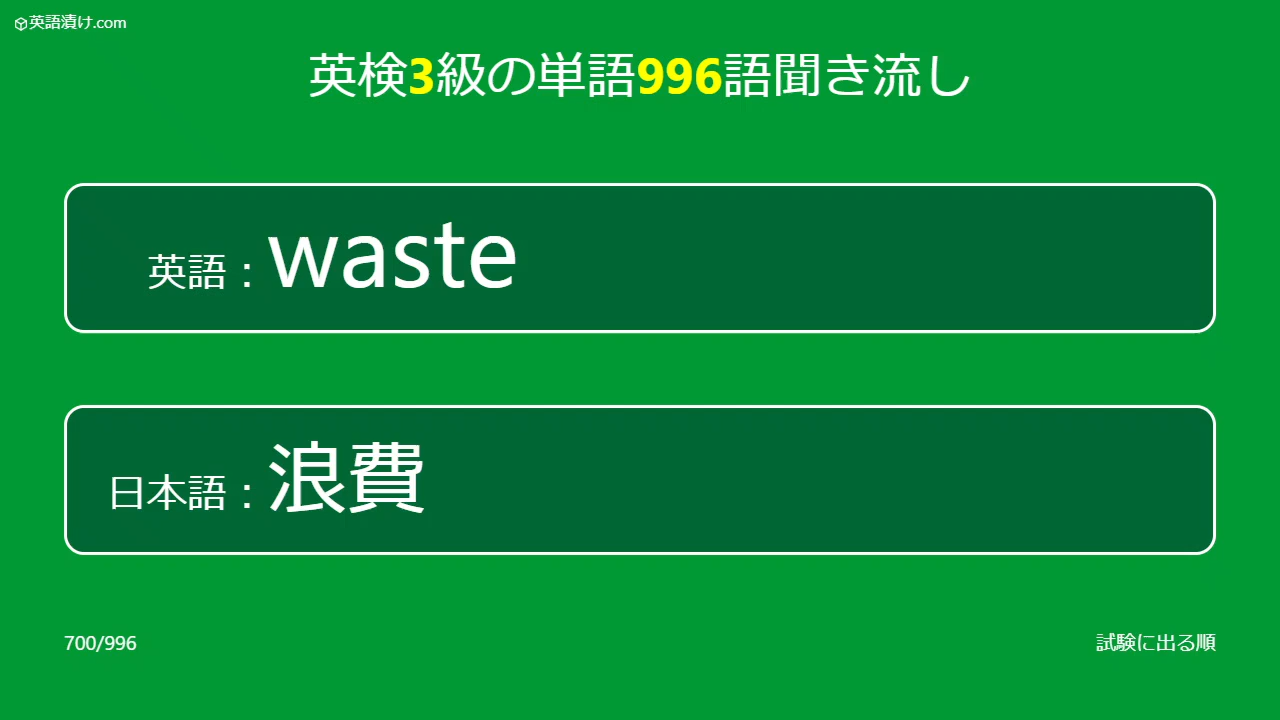 英語漬け.com
英検3級の単語996語聞き流し
英語：waste
日本語：浪費
700/996
試験に出る順